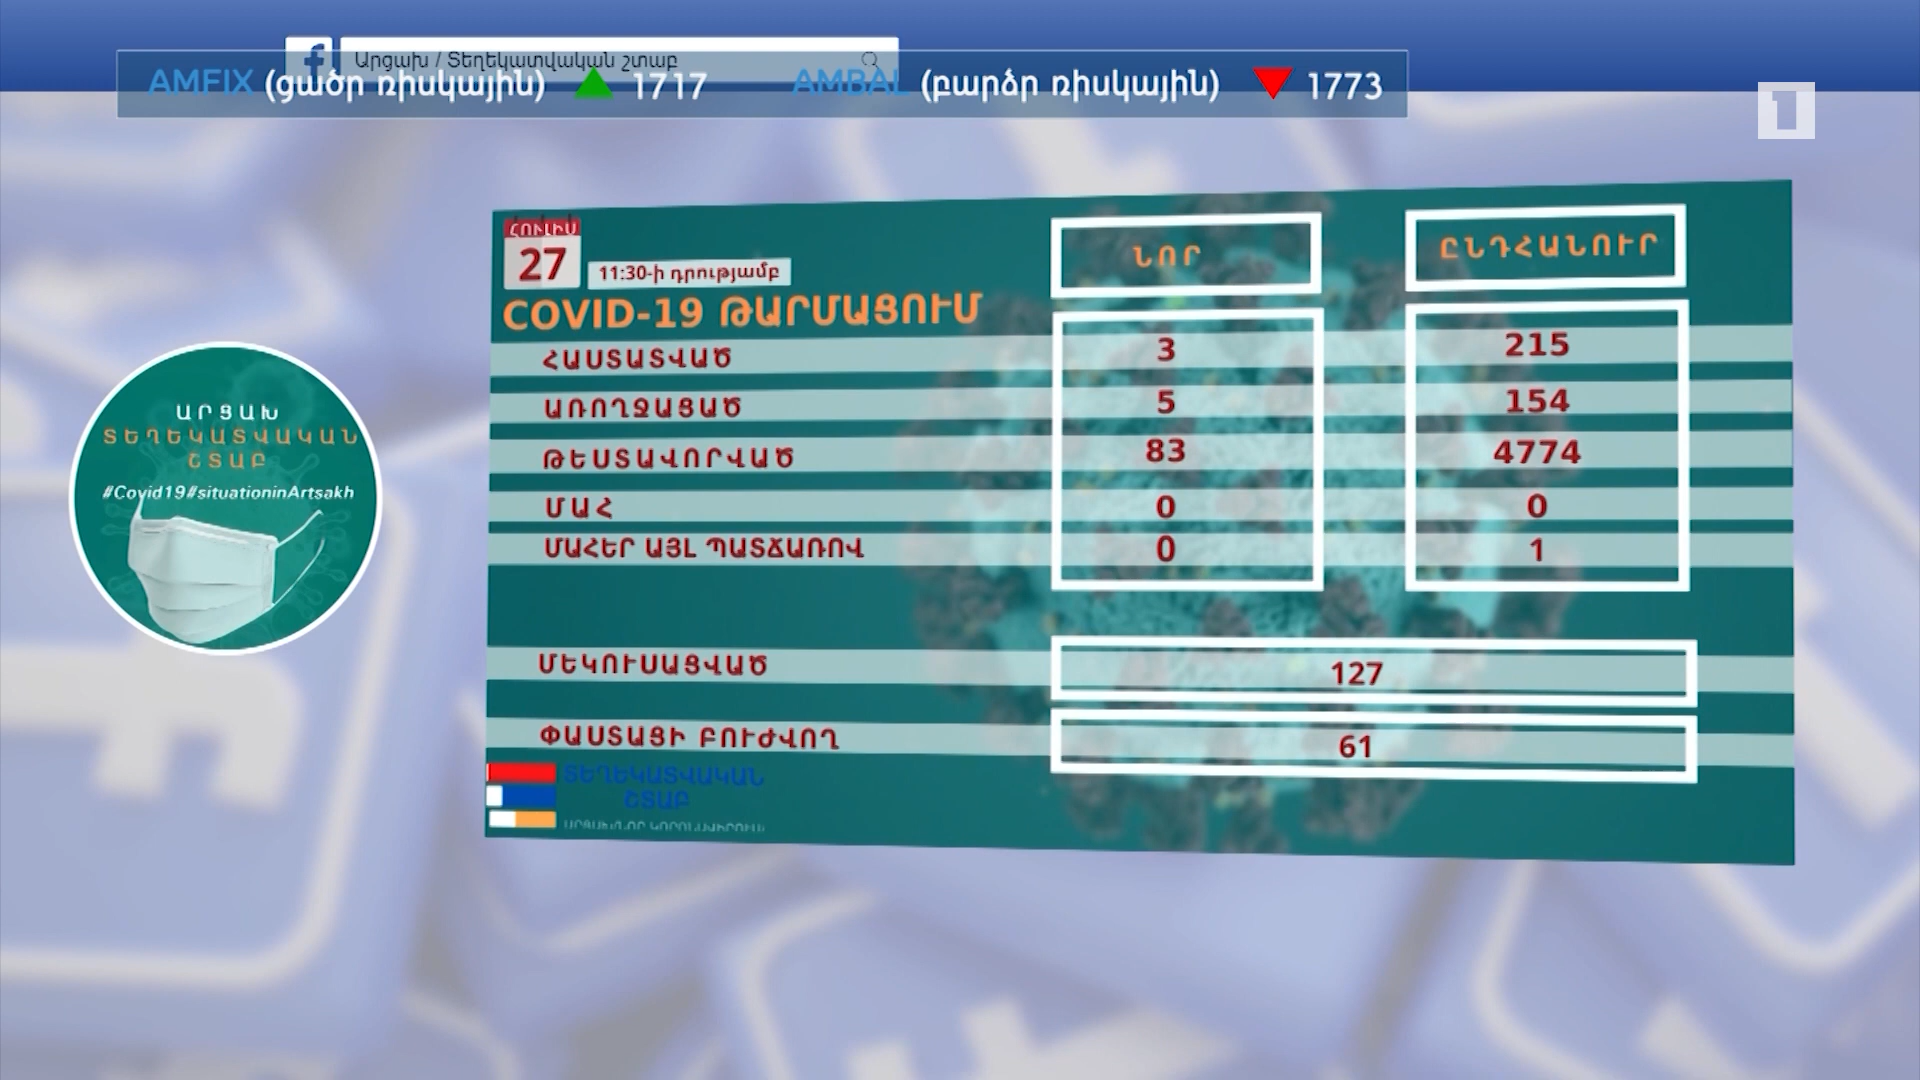 Արցախ / Տեղեկատվական շտաբ
AMFIX (ցածր ռիսկային) 1717 AMBAL (բարձր ռիսկային) 1773
1
ՀՈՒԼԻՍ
27
11:30-ի դրությամբ
COVID-19 ԹԱՐՄԱՑՈՒՄ
ՆՈՐ ԸՆԴՀԱՆՈՒՐ
ՀԱՍՏԱՏՎԱԾ 3 215
ԱՌՈՂՋԱՑԱԾ 5 154
ԹԵՍՏԱՎՈՐՎԱԾ 83 4774
ՄԱՀ 0 0
ՄԱՀԵՐ ԱՅԼ ՊԱՏՃԱՌՈՎ 0 1
ՄԵԿՈՒՍԱՑՎԱԾ 127
ՓԱՍՏԱՑԻ ԲՈՒԺՎՈՂ 61
ՏԵՂԵԿԱՏՎԱԿԱՆ
ՇՏԱԲ
ԱՐՑԱԽ
ՏԵՂԵԿԱՏՎԱԿԱՆ
ՇՏԱԲ
#Covid19#situationinArtsakh